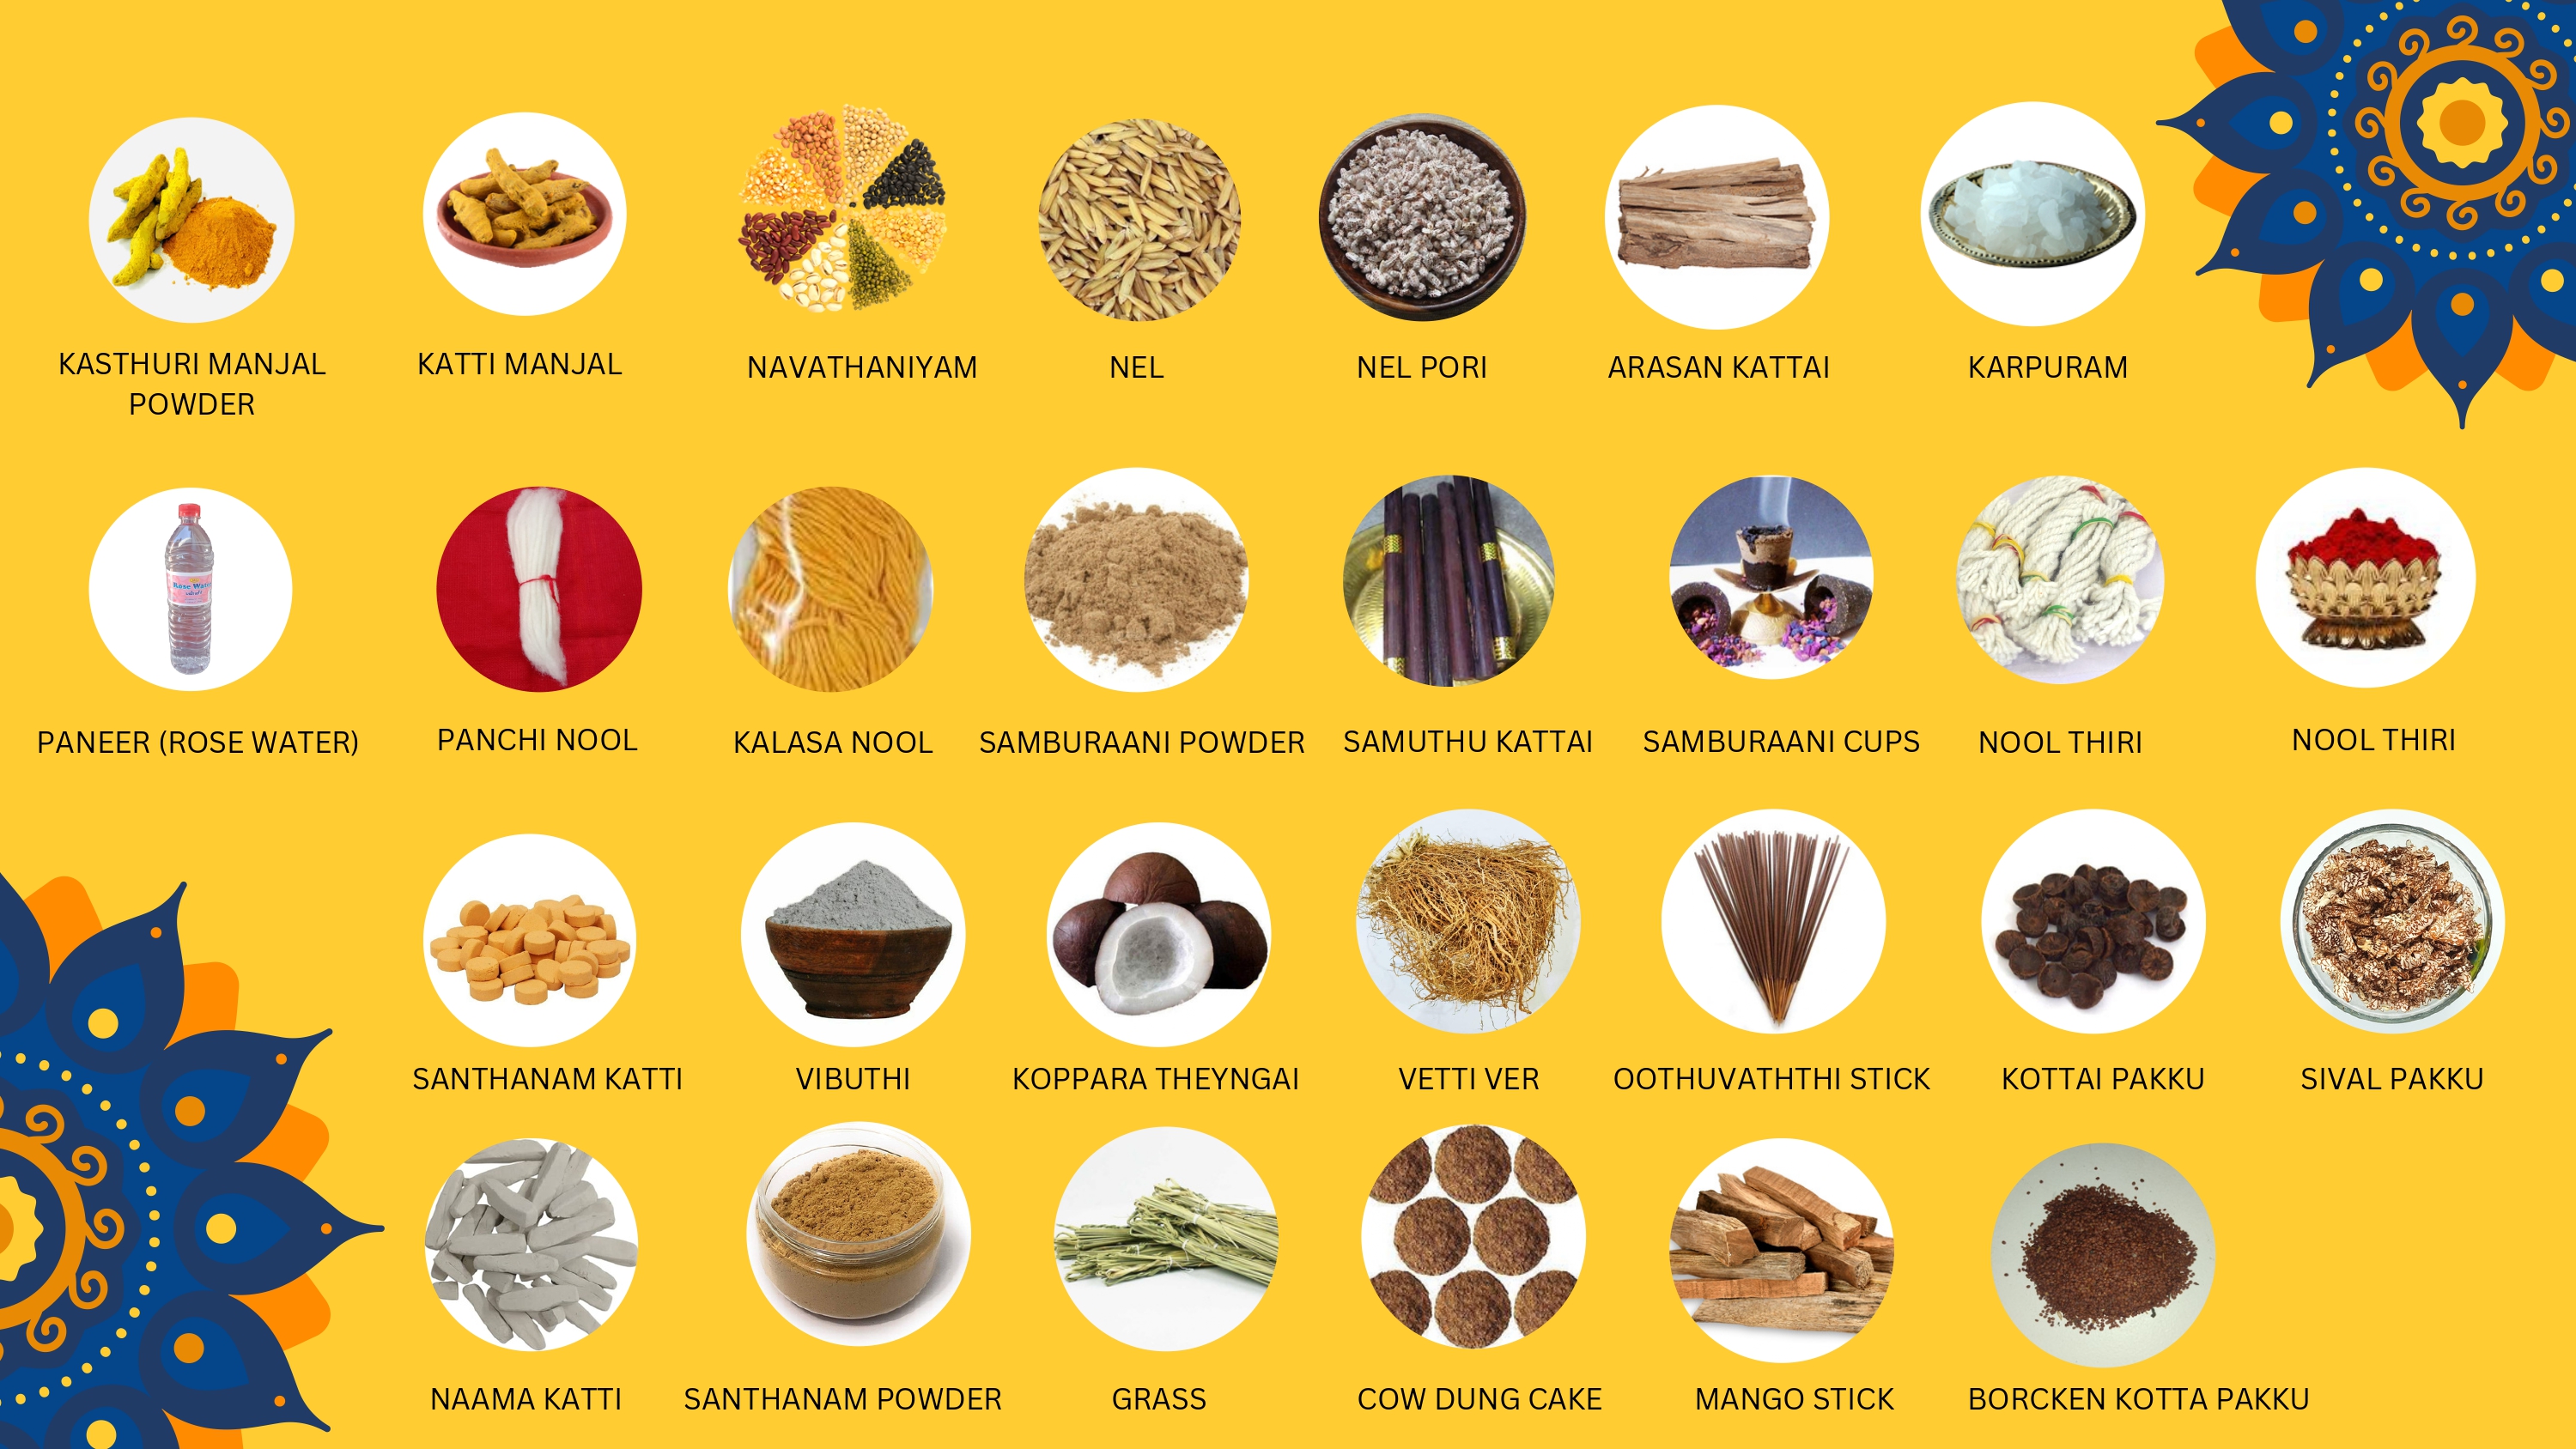 KASTHURI MANJAL
POWDER
KATTI MANJAL
NAVATHANIYAM
NEL
NEL PORI
ARASAN KATTAI
KARPURAM
Rose Water
PANEER (ROSE WATER)
PANCHI NOOL
KALASA NOOL
SAMBURAANI POWDER
SAMUTHU KATTAI
SAMBURAANI CUPS
NOOL THIRI
NOOL THIRI
SANTHANAM KATTI
VIBUTHI
KOPPARA THEYNGAI
VETTI VER
OOTHUVATHTHI STICK
KOTTAI PAKKU
SIVAL PAKKU
NAAMA KATTI
SANTHANAM POWDER
GRASS
COW DUNG CAKE
MANGO STICK
BORCKEN KOTTA PAKKU